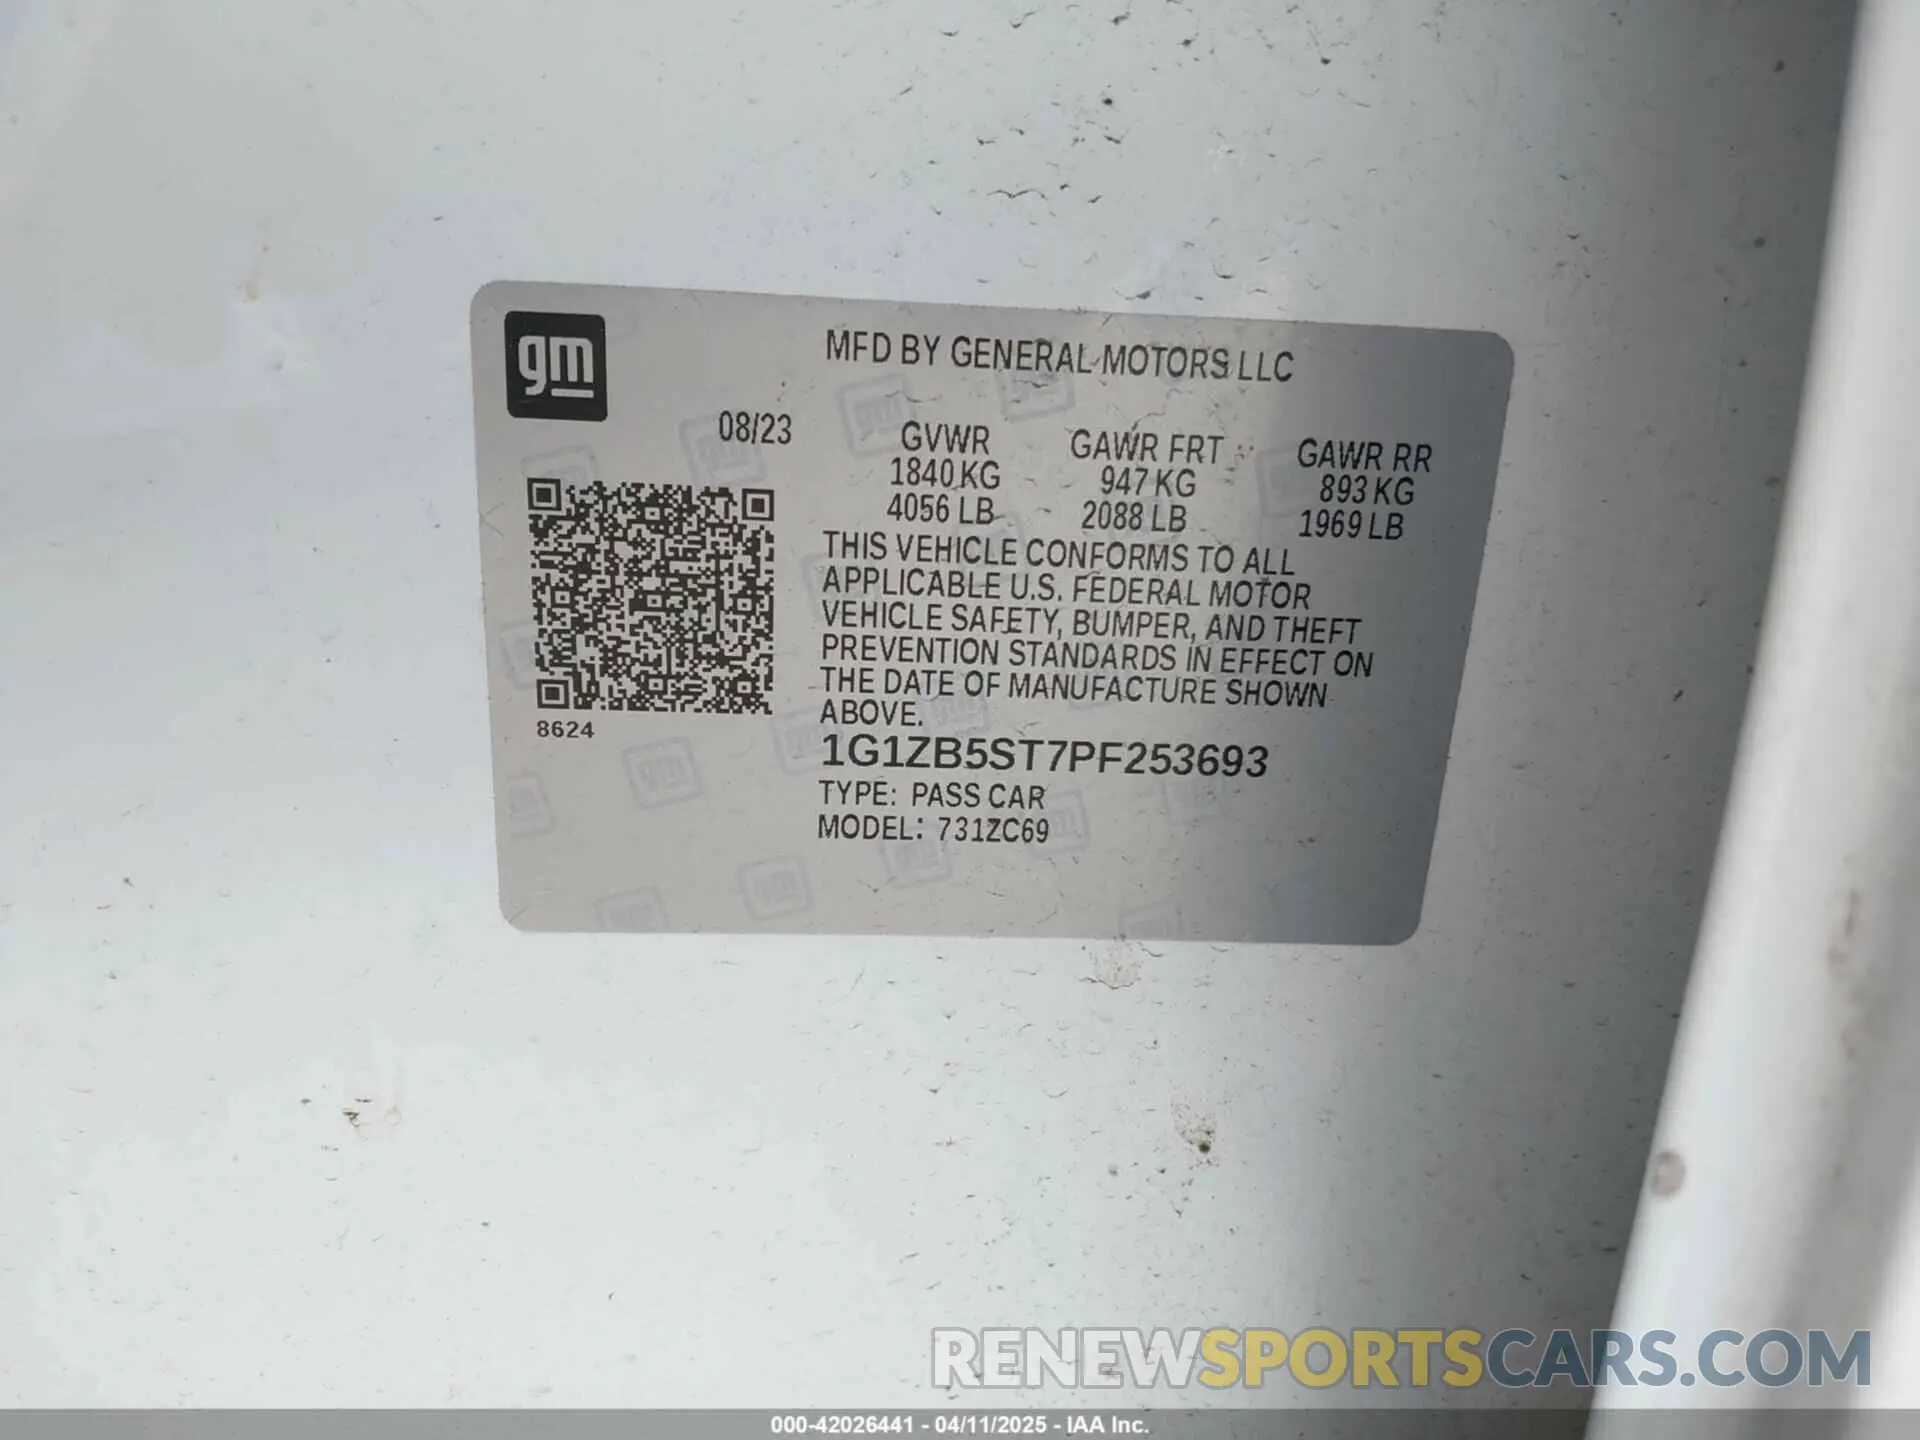 gm
MFD BY GENERAL MOTORS LLC
08/23
GVWR GAWR FRT GAWR RR
1840 KG 947 KG 893 KG
4056 LB 2088 LB 1969 LB
THIS VEHICLE CONFORMS TO ALL
APPLICABLE U.S. FEDERAL MOTOR
VEHICLE SAFETY, BUMPER, AND THEFT
PREVENTION STANDARDS IN EFFECT ON
THE DATE OF MANUFACTURE SHOWN
ABOVE.
8624
1G1ZB5ST7PF253693
TYPE: PASS CAR
MODEL: 731ZC69
RENEWSPORTSCARS.COM
000-42026441 - 04/11/2025 - IAA Inc.